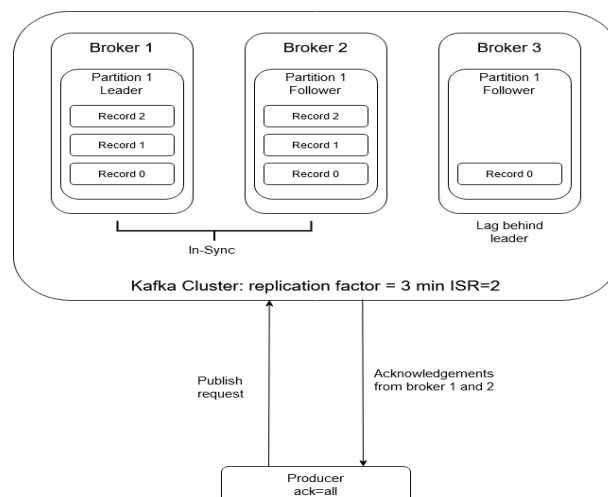 Broker 1
Partition 1
Leader
Record 2
Record 1
Record 0
Broker 2
Partition 1
Follower
Record 2
Record 1
Record 0
Broker 3
Partition 1
Follower
Record 0
In-Sync
Lag behind
leader
Kafka Cluster: replication factor = 3 min ISR=2
Publish
request
Acknowledgements
from broker 1 and 2
Producer
ack=all